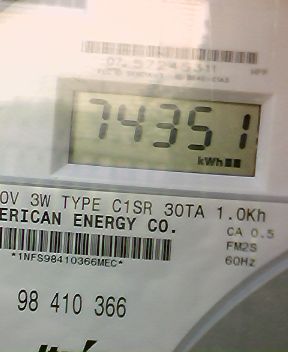 74351
kWh
0V 3W TYPE C1SR 30TA 1.0Kh
ERICAN ENERGY CO.
CA 0.5
FM2S
60Hz
*1NFS98410366MEC*
98 410 366